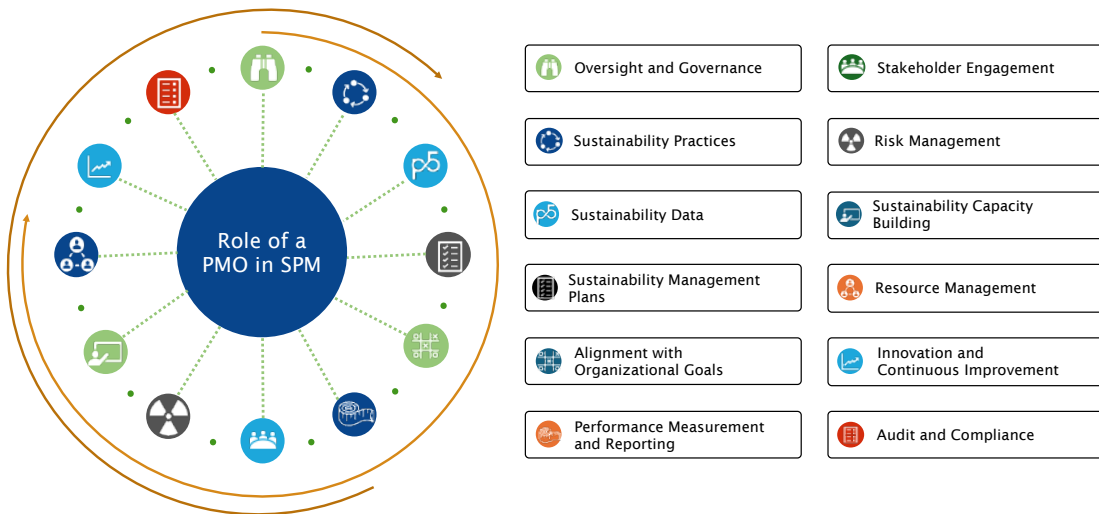 Role of a
PMO in SPM
p5
Oversight and Governance
Sustainability Practices
p5
Sustainability Data
Sustainability Management
Plans
Alignment with
Organizational Goals
Performance Measurement
and Reporting
Stakeholder Engagement
Risk Management
Sustainability Capacity
Building
Resource Management
Innovation and
Continuous Improvement
Audit and Compliance